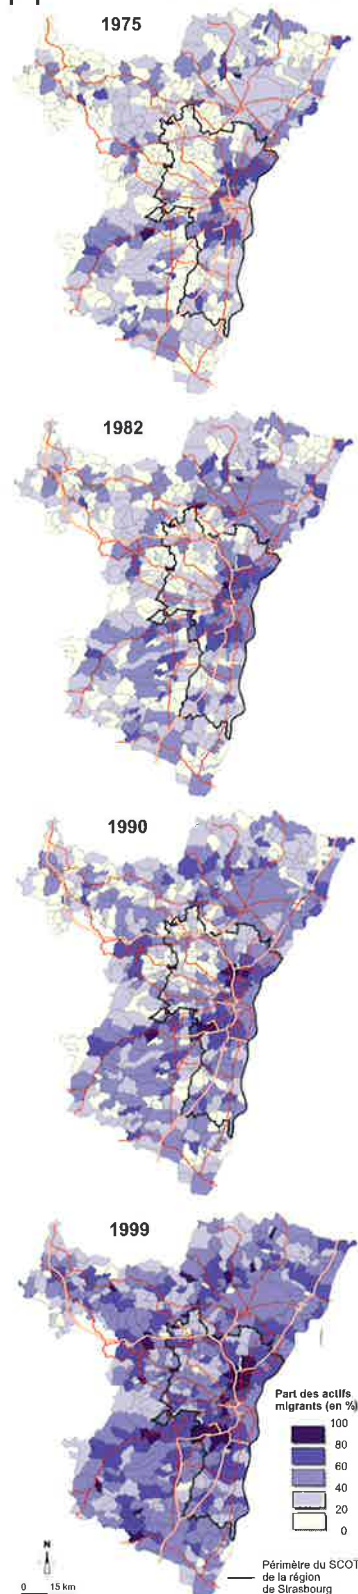 1975
1982
1990
1999
Part des actifs
migrants (en %)
100
80
60
40
20
0
N
0 15 km
Périmètre du SCOT
de la région
de Strasbourg